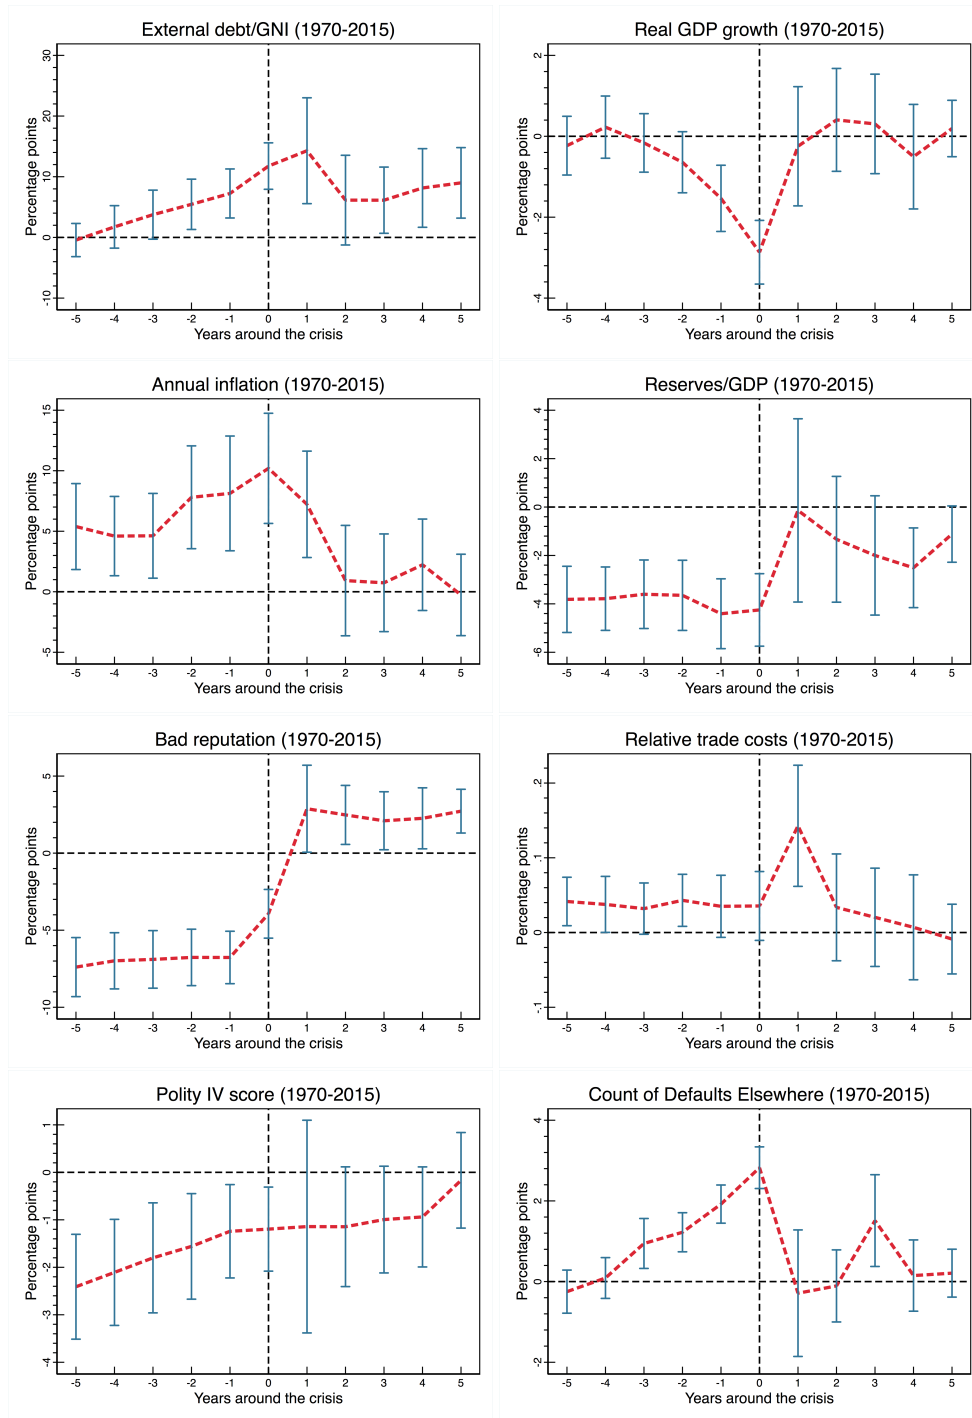 External debt/GNI (1970-2015)
Percentage points
30
20
10
0
-10
-5 -4 -3 -2 -1 0 1 2 3 4 5
Years around the crisis
Real GDP growth (1970-2015)
Percentage points
2
0
-2
-4
-5 -4 -3 -2 -1 0 1 2 3 4 5
Years around the crisis
Annual inflation (1970-2015)
Percentage points
15
10
5
0
-5
-5 -4 -3 -2 -1 0 1 2 3 4 5
Years around the crisis
Reserves/GDP (1970-2015)
Percentage points
4
2
0
-2
-4
-6
-5 -4 -3 -2 -1 0 1 2 3 4 5
Years around the crisis
Bad reputation (1970-2015)
Percentage points
5
0
-5
-10
-5 -4 -3 -2 -1 0 1 2 3 4 5
Years around the crisis
Relative trade costs (1970-2015)
Percentage points
.2
.1
0
-.1
-5 -4 -3 -2 -1 0 1 2 3 4 5
Years around the crisis
Polity IV score (1970-2015)
Percentage points
1
0
-1
-2
-3
-4
-5 -4 -3 -2 -1 0 1 2 3 4 5
Years around the crisis
Count of Defaults Elsewhere (1970-2015)
Percentage points
4
2
0
-2
-5 -4 -3 -2 -1 0 1 2 3 4 5
Years around the crisis